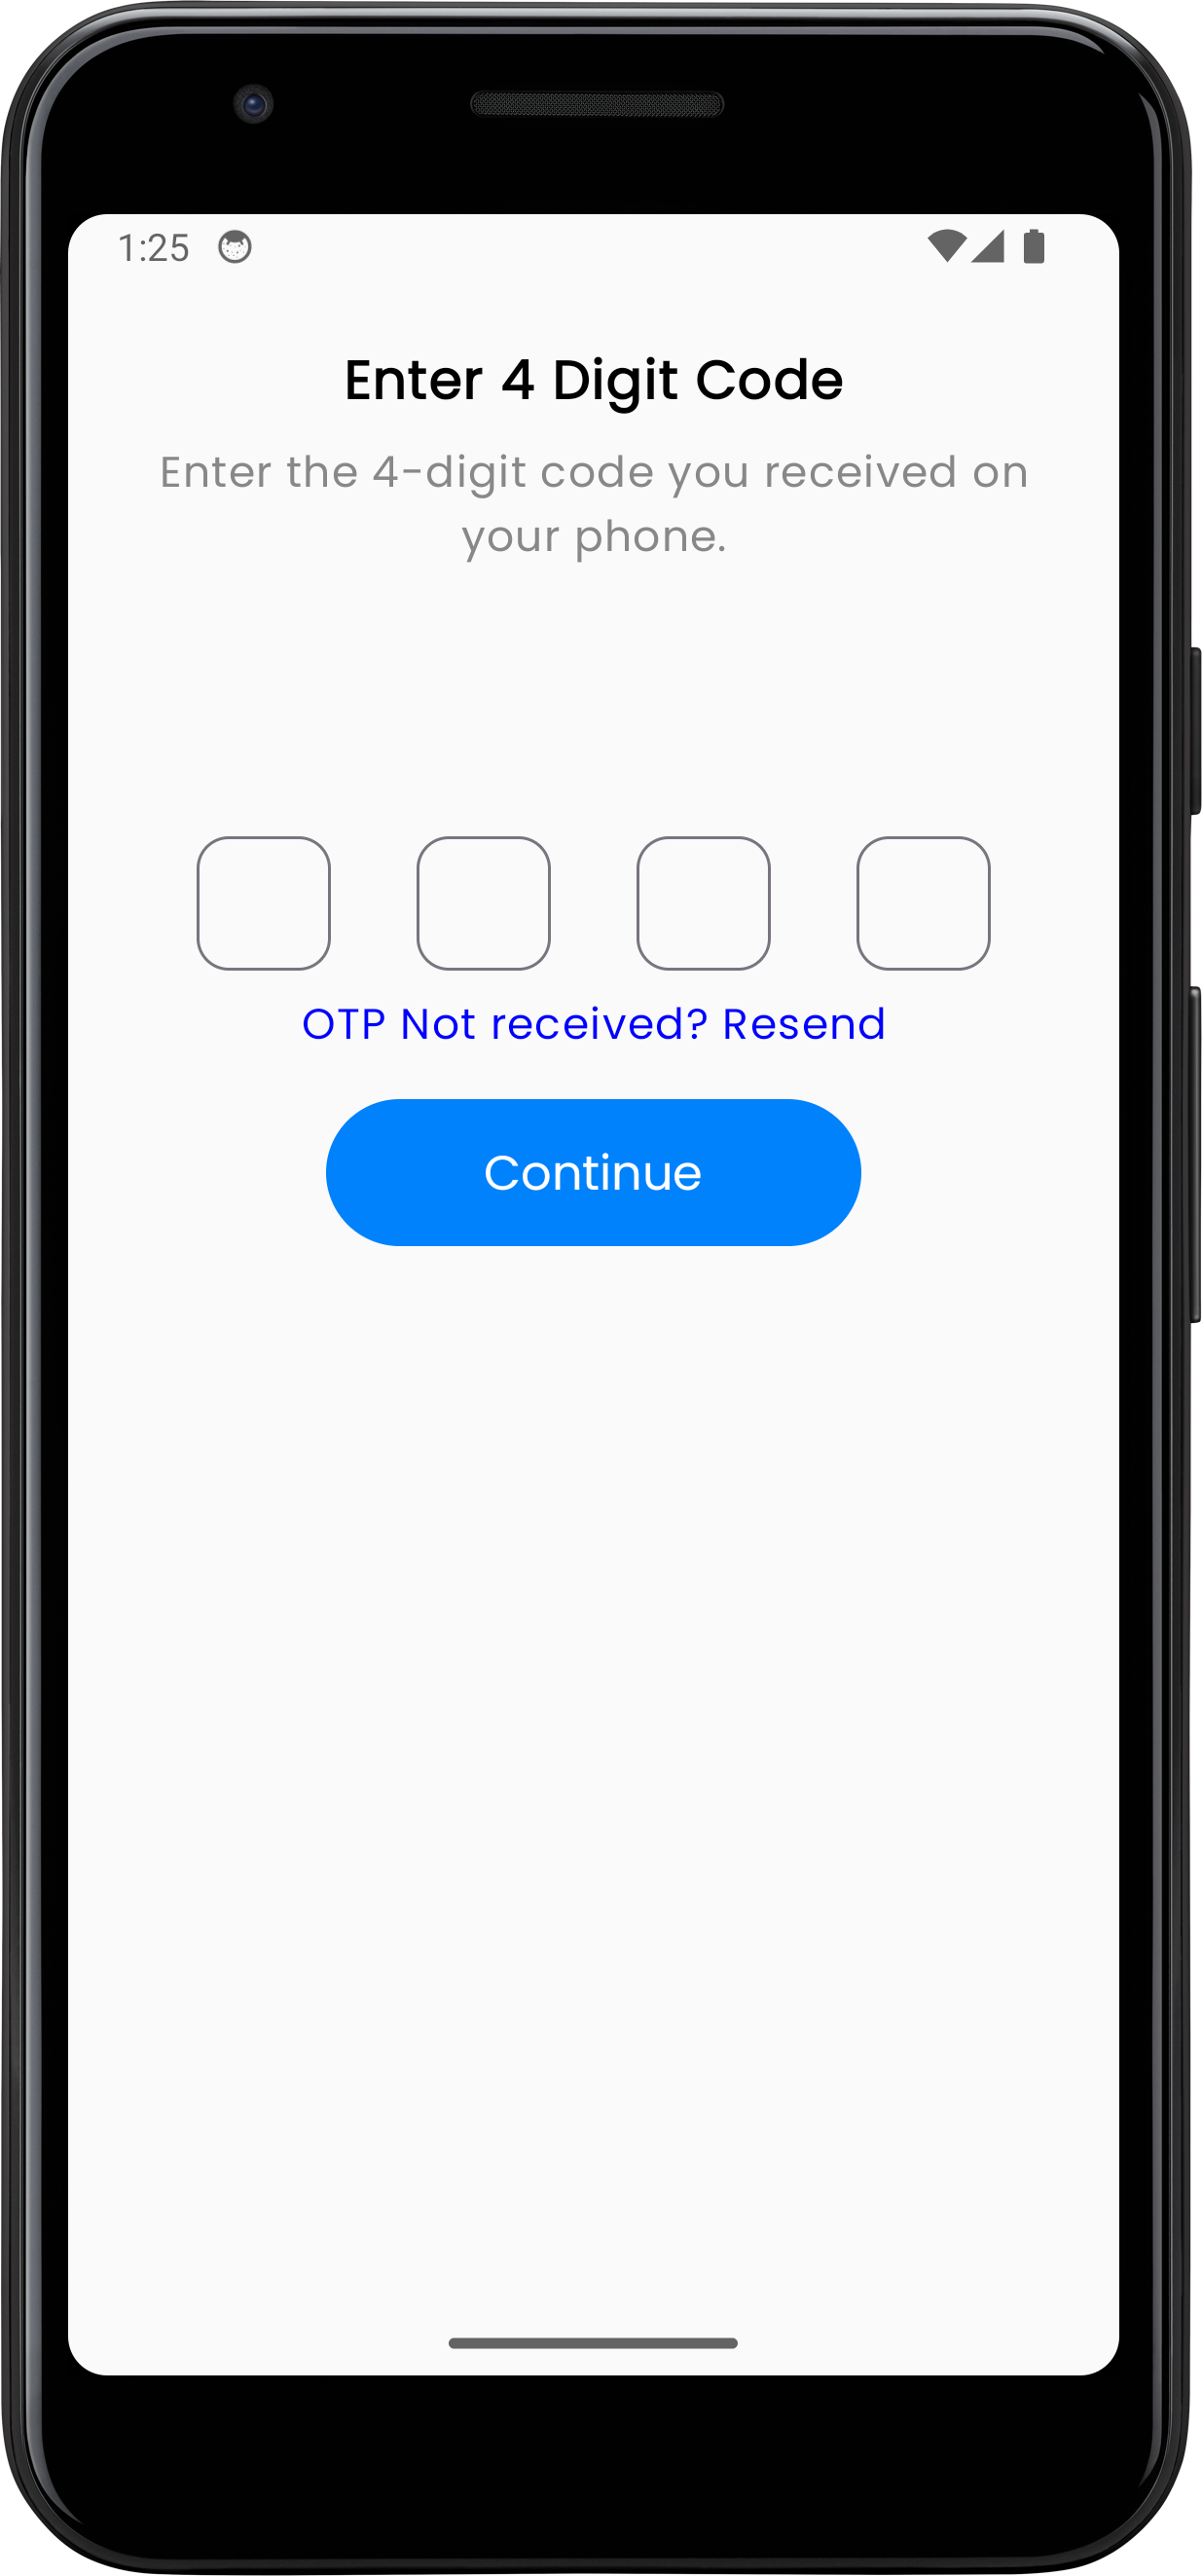 1:25
Enter 4 Digit Code
Enter the 4-digit code you received on
your phone.
OTP Not received? Resend
Continue